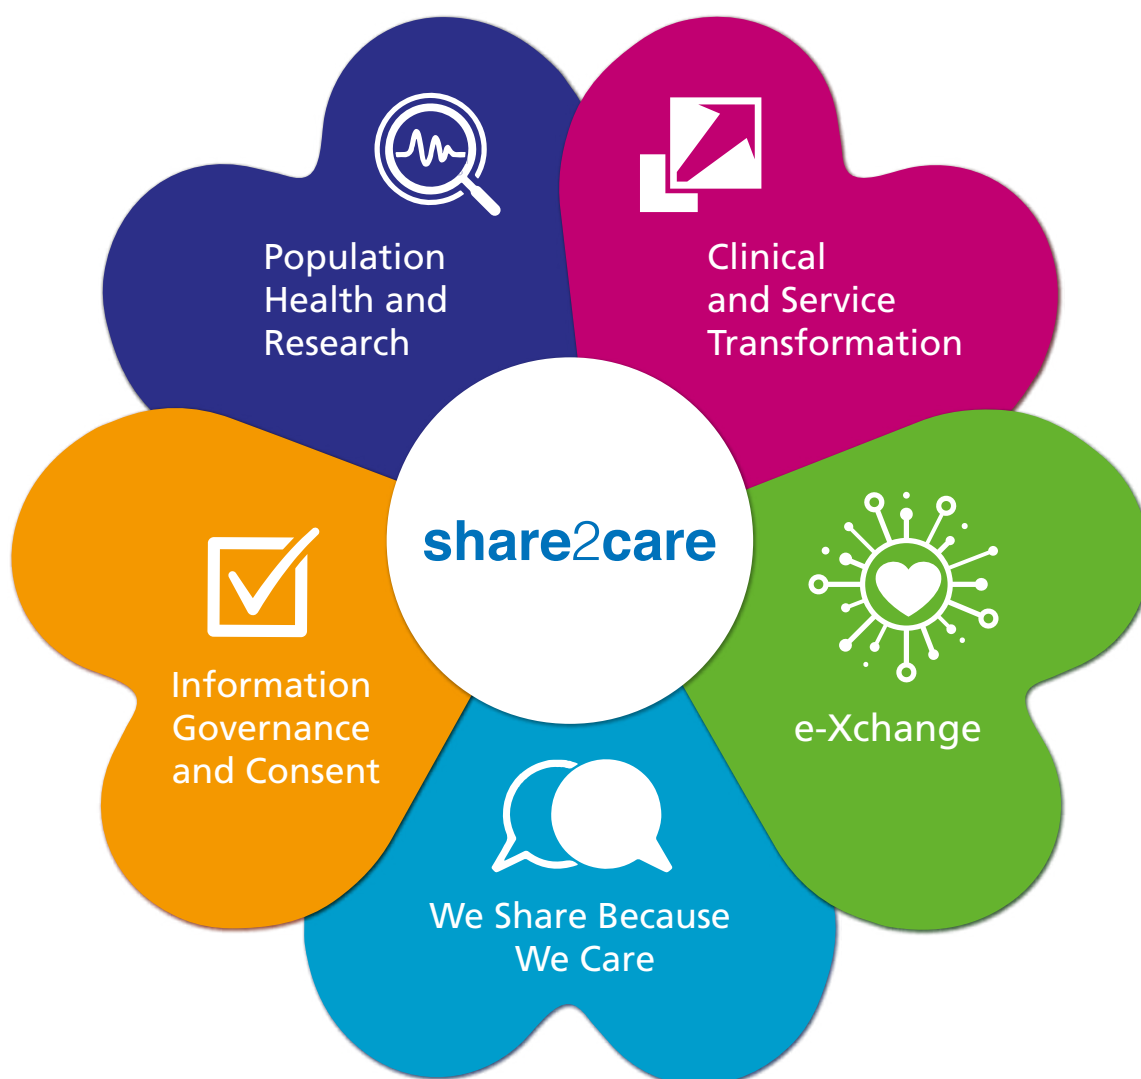 Population
Health and
Research
Clinical
and Service
Transformation
share2care
Information
Governance
and Consent
e-Xchange
We Share Because
We Care